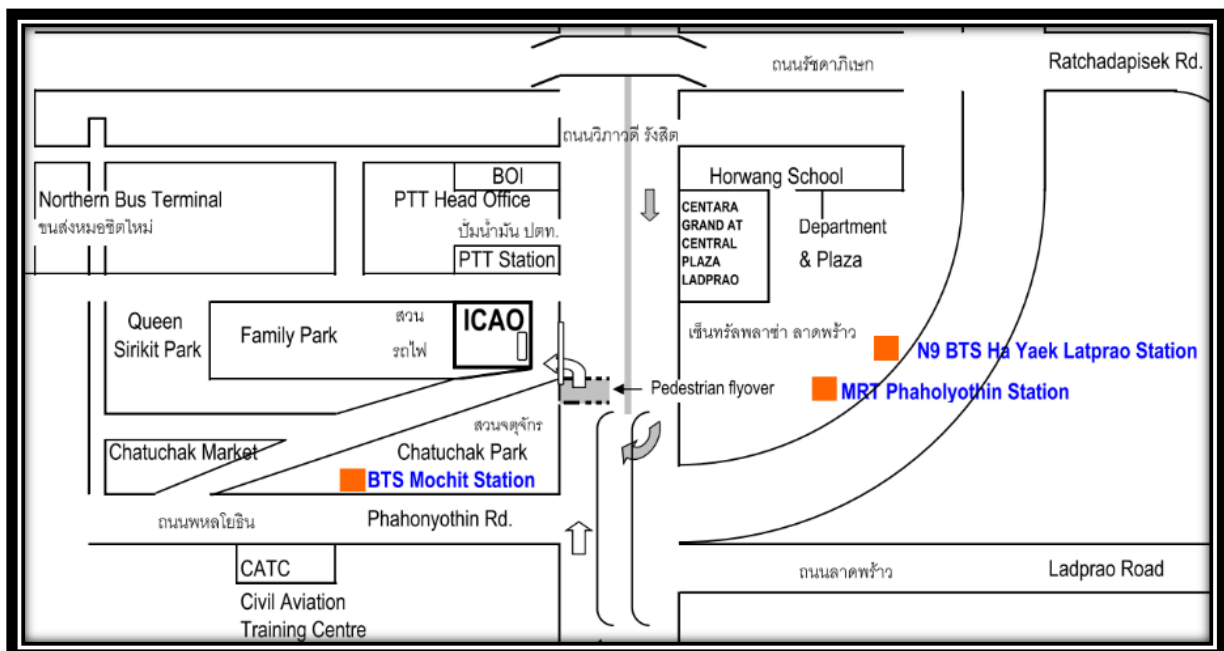 ถนนรัชดาภิเษก
Ratchadapisek Rd.
ถนนวิภาวดี รังสิต
BOI
Horwang School
Northern Bus Terminal
ขนส่งหมอชิตใหม่
PTT Head Office
ปั๊มน้ำมัน ปตท.
PTT Station
CENTARA
GRAND AT
CENTRAL
PLAZA
LADPRAO
Department
& Plaza
Queen
Sirikit Park
Family Park
สวน
รถไฟ
ICAO
เซ็นทรัลพลาซ่า ลาดพร้าว
N9 BTS Ha Yaek Latprao Station
Pedestrian flyover
MRT Phaholyothin Station
สวนจตุจักร
Chatuchak Market
Chatuchak Park
BTS Mochit Station
ถนนพหลโยธิน
Phahonyothin Rd.
CATC
Civil Aviation
Training Centre
ถนนลาดพร้าว
Ladprao Road